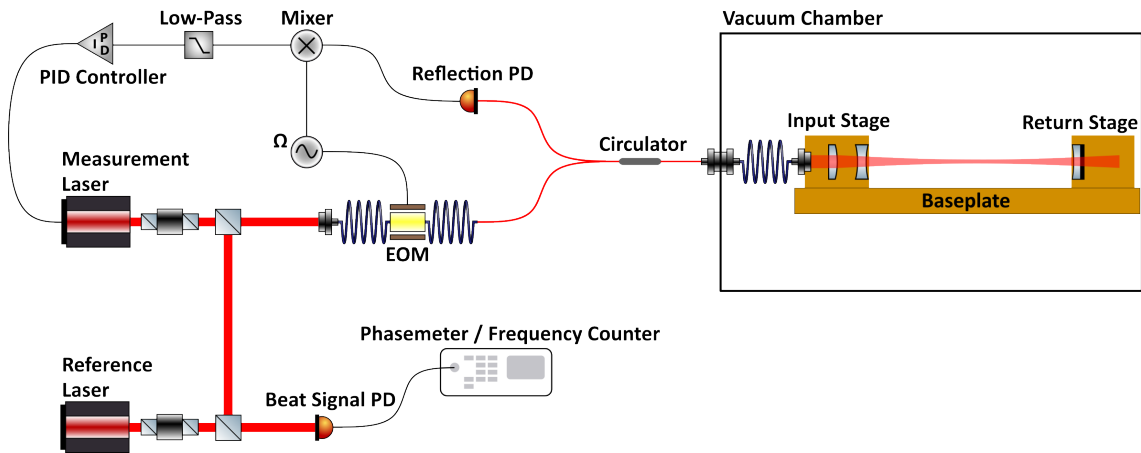 Low-Pass
Mixer
Vacuum Chamber
I
P
D
PID Controller
Reflection PD
Input Stage
Return Stage
Ω
Circulator
Measurement
Laser
Baseplate
EOM
Phasemeter / Frequency Counter
Reference
Laser
Beat Signal PD